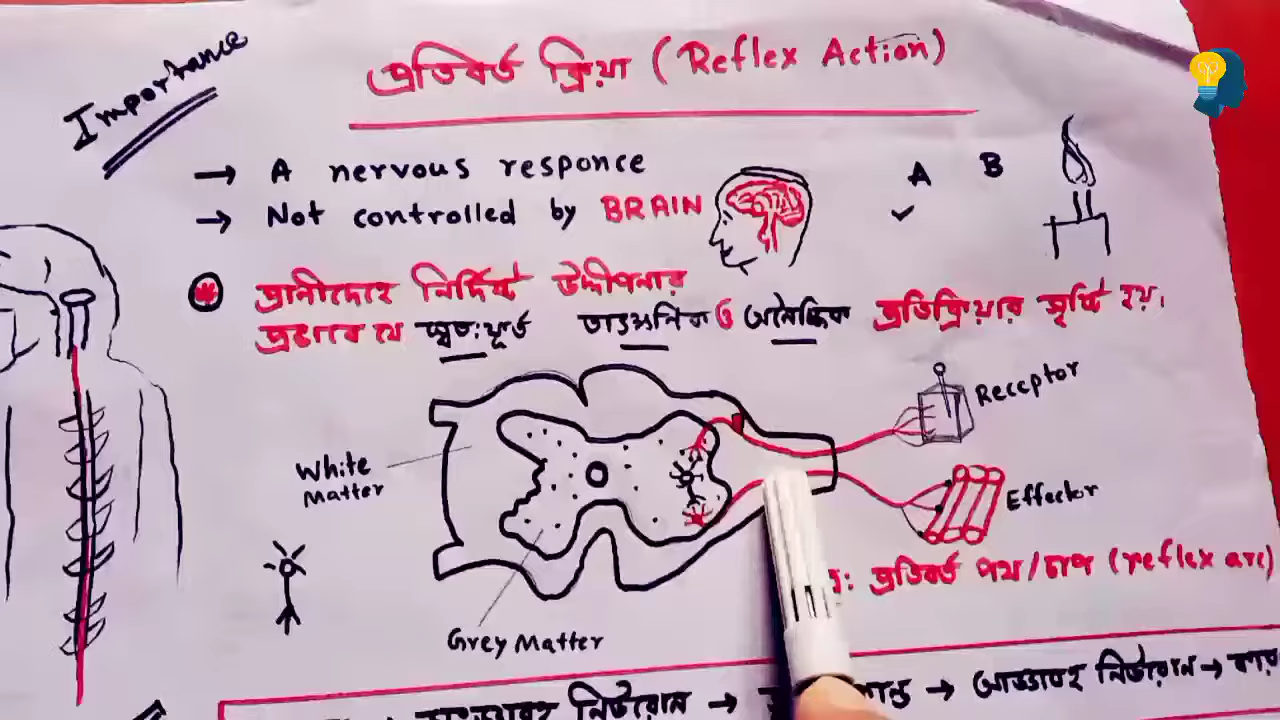 Importance
প্রতিবর্ত ক্রিয়া (Reflex Action)
→ A nervous responce
→ Not controlled by BRAIN
A B
প্রানীদেহে নির্দিষ্ট উদ্দীপনার
প্রভাবে যে স্বতঃস্ফূর্ত তাৎক্ষনিক ও অনৈচ্ছিক প্রতিক্রিয়ার সৃষ্টি হয়।
Receptor
White Matter
Effector
প্রতিবর্ত পথ/চাপ (reflex arc)
Grey Matter
নিউরোন → → আজ্ঞাবহ নিউরোন →